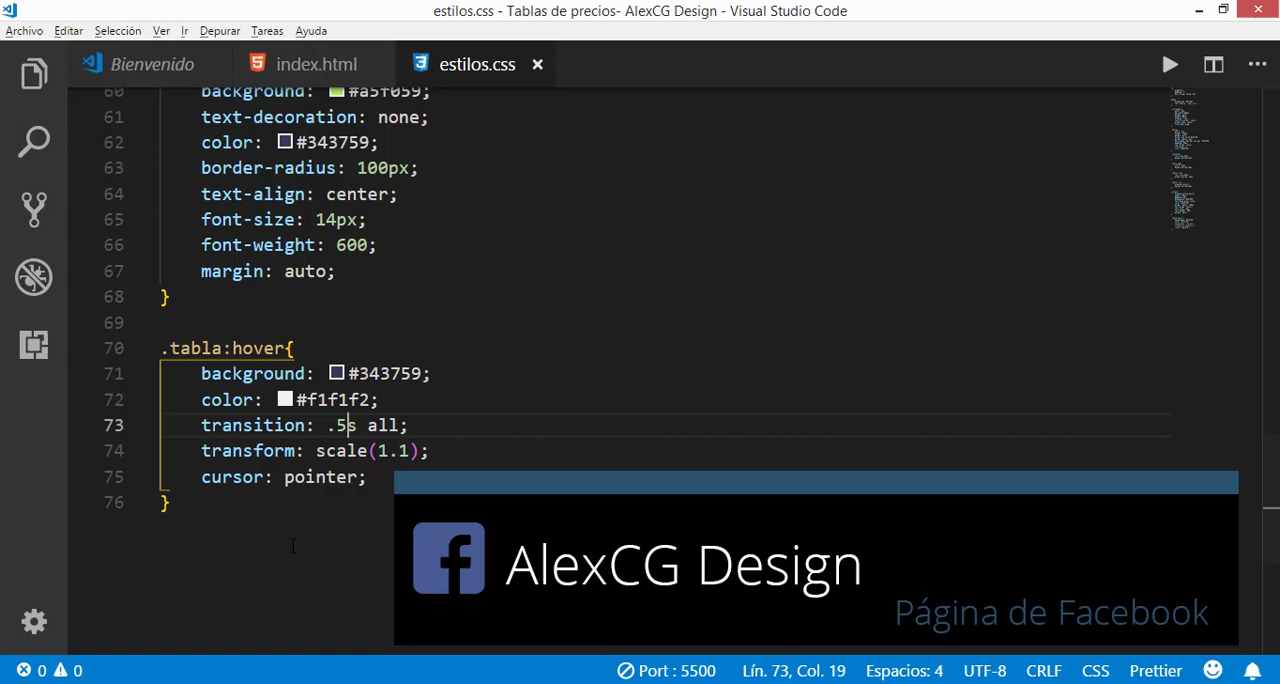 estilos.css - Tablas de precios- AlexCG Design - Visual Studio Code
Archivo Editar Selección Ver Ir Depurar Tareas Ayuda
Bienvenido index.html estilos.css
60 background: #a5f059;
61 text-decoration: none;
62 color: #343759;
63 border-radius: 100px;
64 text-align: center;
65 font-size: 14px;
66 font-weight: 600;
67 margin: auto;
68 }
69
70 .tabla:hover{
71 background: #343759;
72 color: #f1f1f2;
73 transition: .5s all;
74 transform: scale(1.1);
75 cursor: pointer;
76 }
AlexCG Design
Página de Facebook
0 0 Port : 5500 Lín. 73, Col. 19 Espacios: 4 UTF-8 CRLF CSS Prettier